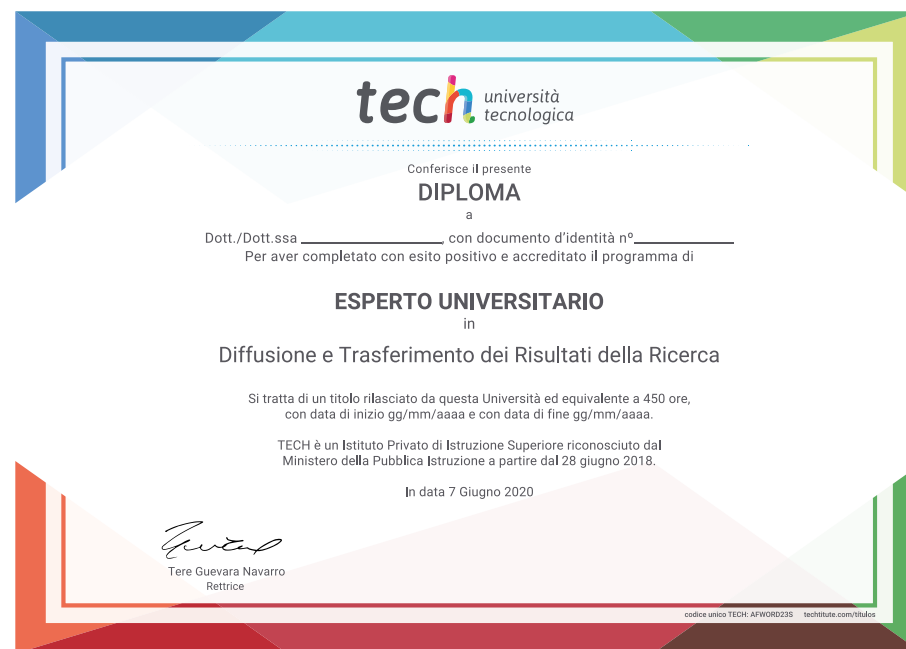 tech università
tecnologica
Conferisce il presente
DIPLOMA
a
Dott./Dott.ssa ____________________, con documento d'identità nº______________
Per aver completato con esito positivo e accreditato il programma di
ESPERTO UNIVERSITARIO
in
Diffusione e Trasferimento dei Risultati della Ricerca
Si tratta di un titolo rilasciato da questa Università ed equivalente a 450 ore,
con data di inizio gg/mm/aaaa e con data di fine gg/mm/aaaa.
TECH è un Istituto Privato di Istruzione Superiore riconosciuto dal
Ministero della Pubblica Istruzione a partire dal 28 giugno 2018.
In data 7 Giugno 2020
Tere Guevara Navarro
Rettrice
codice unico TECH: AFWORD23S techtitute.com/titulos